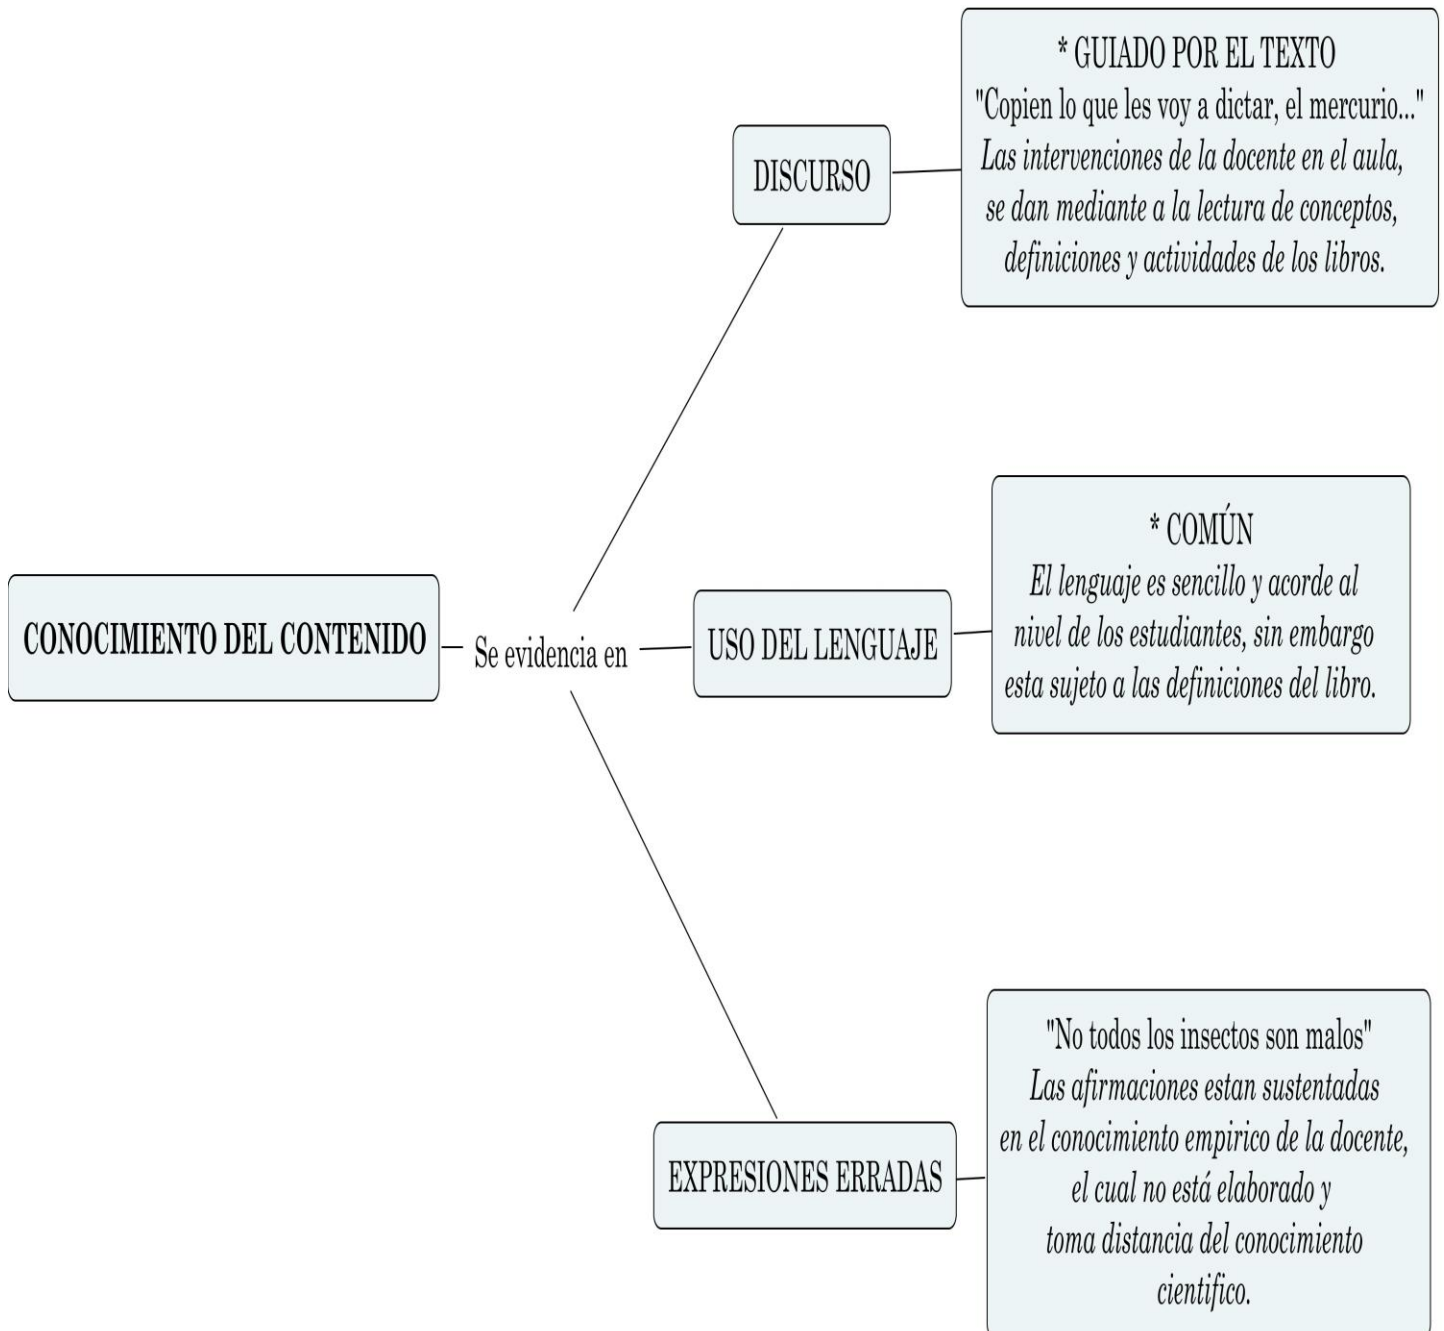 * GUIADO POR EL TEXTO
"Copien lo que les voy a dictar, el mercurio..."
Las intervenciones de la docente en el aula,
se dan mediante a la lectura de conceptos,
definiciones y actividades de los libros.
DISCURSO
* COMÚN
El lenguaje es sencillo y acorde al
nivel de los estudiantes, sin embargo
esta sujeto a las definiciones del libro.
CONOCIMIENTO DEL CONTENIDO
Se evidencia en
USO DEL LENGUAJE
"No todos los insectos son malos"
Las afirmaciones estan sustentadas
en el conocimiento empirico de la docente,
el cual no está elaborado y
toma distancia del conocimiento
cientifico.
EXPRESIONES ERRADAS